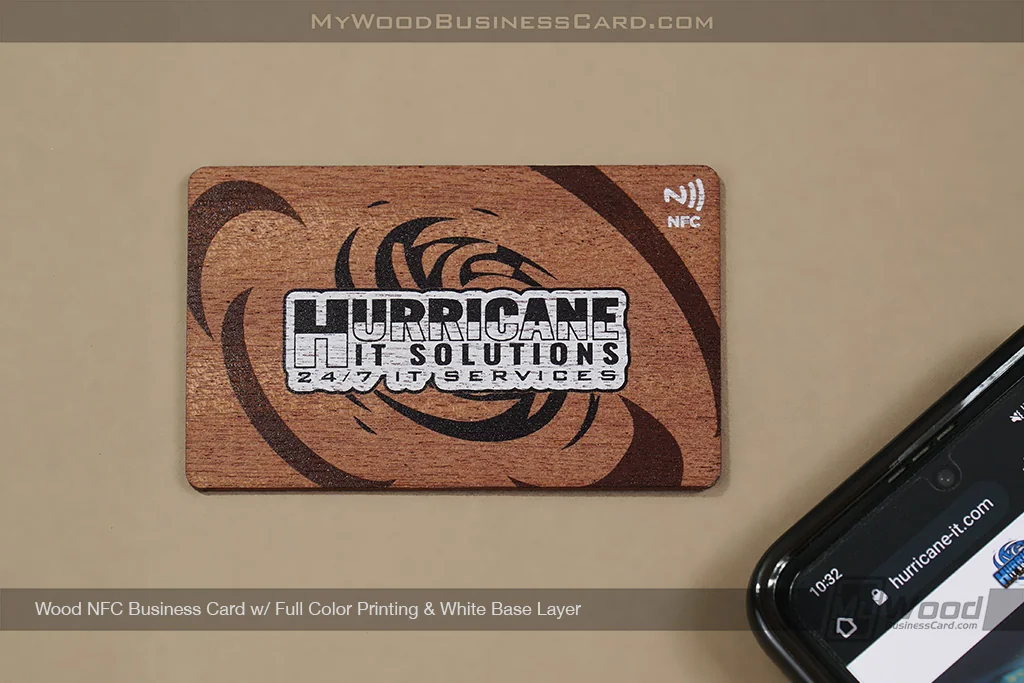 MyWoodBusinessCard.com
NFC
HURRICANE
IT SOLUTIONS
24/7 IT SERVICES
10:32
hurricane-it.com
Wood NFC Business Card w/ Full Color Printing & White Base Layer
MyWood
BusinessCard.com